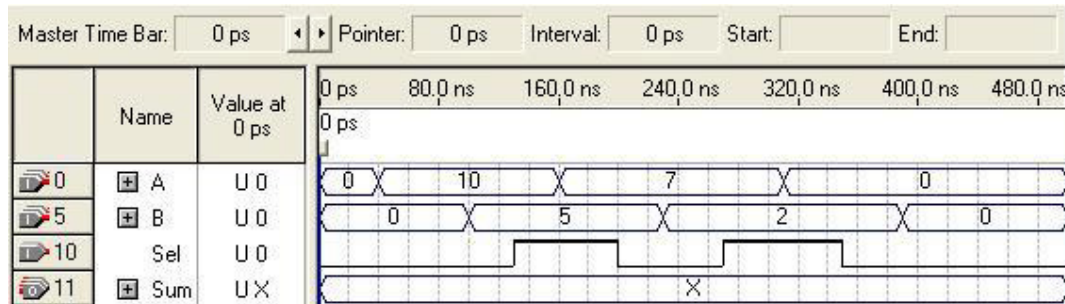 Master Time Bar: 0 ps Pointer: 0 ps Interval: 0 ps Start: End:
Name Value at 0 ps
0 ps 80.0 ns 160.0 ns 240.0 ns 320.0 ns 400.0 ns 480.0 ns
0 ps
0 A U 0 0 10 7 0
5 B U 0 0 5 2 0
10 Sel U 0
11 Sum U X X